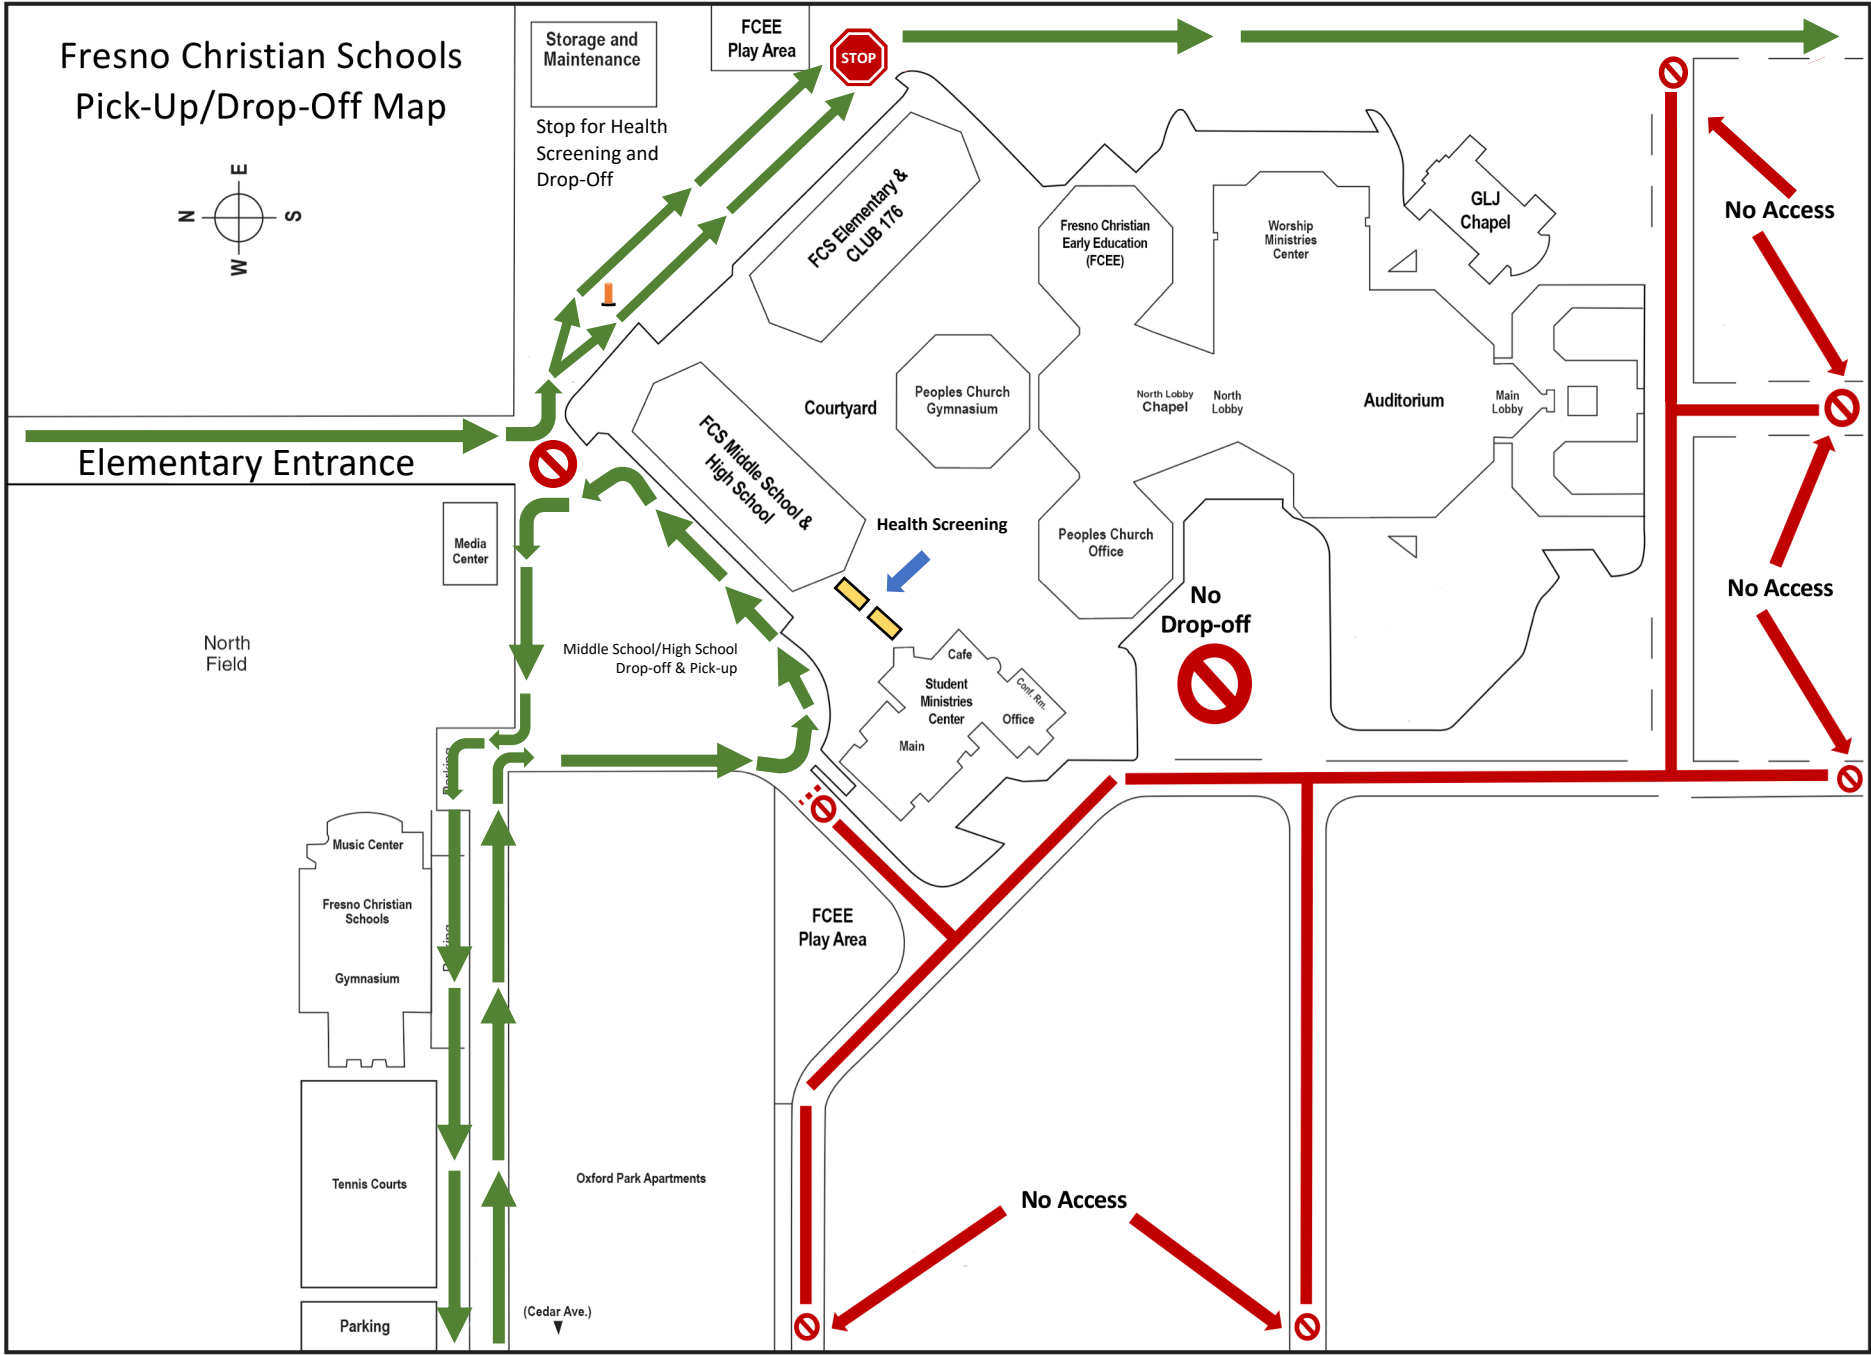 Fresno Christian Schools
Pick-Up/Drop-Off Map
N
E
S
W
Storage and
Maintenance
FCEE
Play Area
STOP
Stop for Health
Screening and
Drop-Off
FCS Elementary &
CLUB 176
Fresno Christian
Early Education
(FCEE)
Worship
Ministries
Center
GLJ
Chapel
No Access
Elementary Entrance
Courtyard
Peoples Church
Gymnasium
North Lobby
Chapel
North
Lobby
Auditorium
Main
Lobby
FCS Middle School &
High School
Health Screening
Peoples Church
Office
Media
Center
North
Field
Middle School/High School
Drop-off & Pick-up
No
Drop-off
No Access
Cafe
Student
Ministries
Center
Conf. Rm.
Office
Main
Parking
Music Center
Fresno Christian
Schools
Gymnasium
Parking
FCEE
Play Area
Tennis Courts
Oxford Park Apartments
No Access
Parking
(Cedar Ave.)